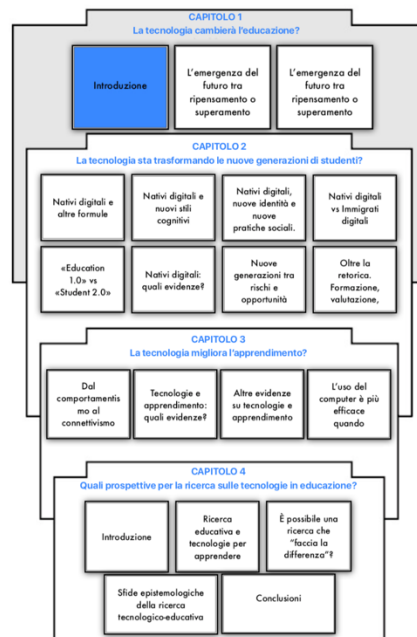 CAPITOLO 1
La tecnologia cambierà l'educazione?
Introduzione
L'emergenza del
futuro tra
ripensamento o
superamento
L'emergenza del
futuro tra
ripensamento o
superamento
CAPITOLO 2
La tecnologia sta trasformando le nuove generazioni di studenti?
Nativi digitali e
altre formule
Nativi digitali e
nuovi stili
cognitivi
Nativi digitali,
nuove identità e
nuove
pratiche sociali.
Nativi digitali
vs Immigrati
digitali
«Education
1.0» vs
«Student 2.0»
Nativi digitali:
quali evidenze?
Nuove
generazioni tra
rischi e
opportunità
Oltre la
retorica.
Formazione,
valutazione,
CAPITOLO 3
La tecnologia migliora l'apprendimento?
Dal
comportamentis
mo al
connettivismo
Tecnologie e
apprendimento:
quali evidenze?
Altre evidenze
su tecnologie e
apprendimento
L'uso del
computer è più
efficace
quando
CAPITOLO 4
Quali prospettive per la ricerca sulle tecnologie in educazione?
Introduzione
Ricerca
educativa e
tecnologie per
apprendere
È possibile una
ricerca che
"faccia la
differenza"?
Sfide epistemologiche
della ricerca
tecnologico-educativa
Conclusioni